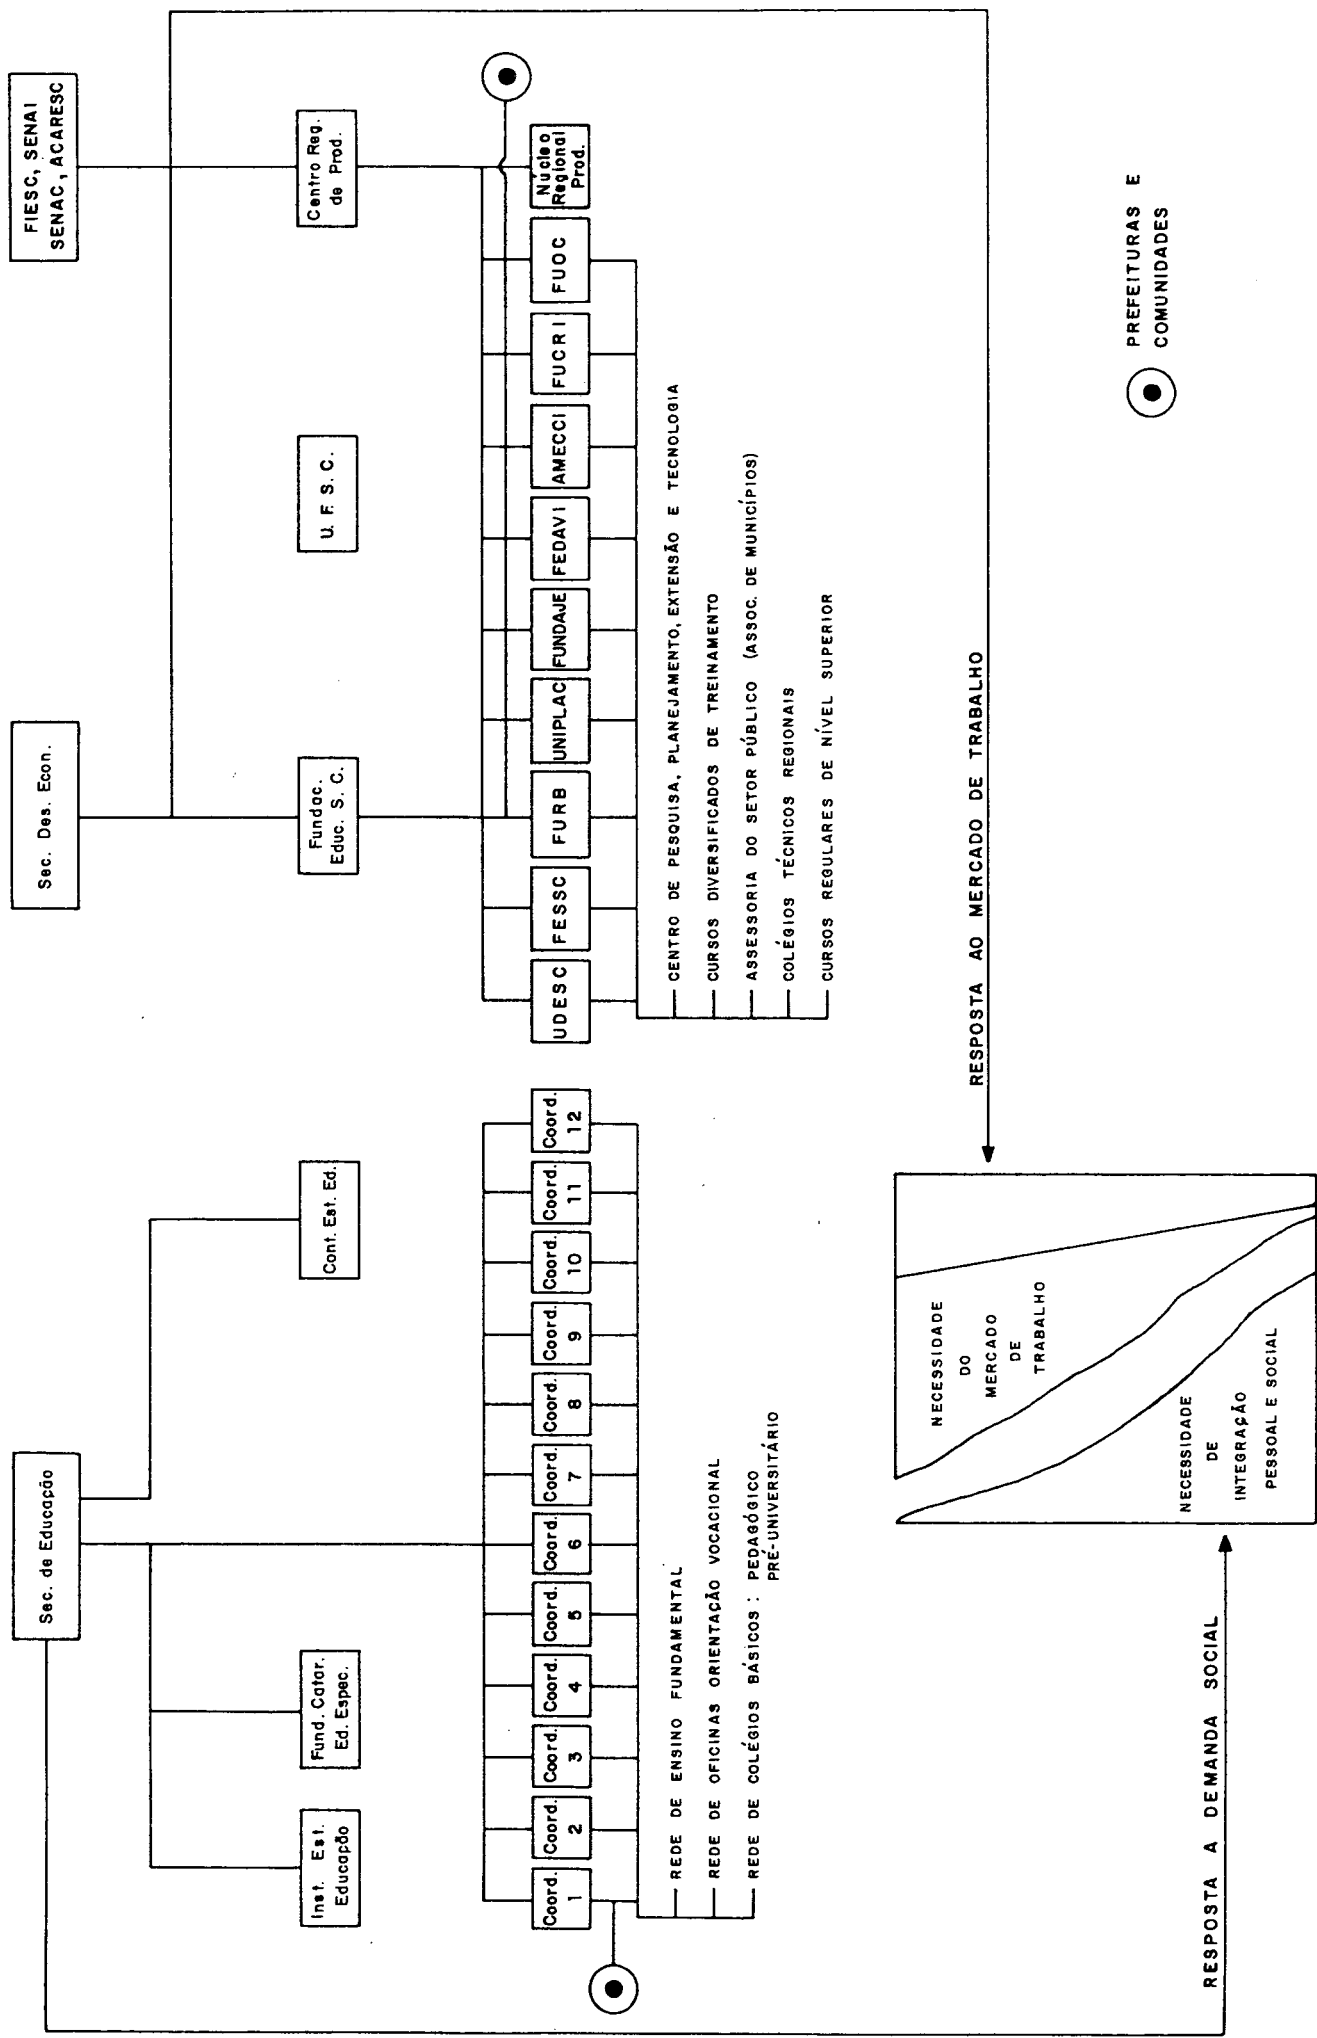 Sec. de Educação
Sec. Des. Econ.
FIESC, SENAI
SENAC, ACARESC
Inst. Est.
Educação
Fund. Catar.
Ed. Espec.
Cont. Est. Ed.
Fundac.
Educ. S. C.
U. F. S. C.
Centro Reg.
de Prod.
Coord.
1
Coord.
2
Coord.
3
Coord.
4
Coord.
5
Coord.
6
Coord.
7
Coord.
8
Coord.
9
Coord.
10
Coord.
11
Coord.
12
UDESC
FESSC
FURB
UNIPLAC
FUNDAJE
FEDAVI
AMECCI
FUCRI
FUOC
Núcleo
Regional
Prod.
REDE DE ENSINO FUNDAMENTAL
REDE DE OFICINAS ORIENTAÇÃO VOCACIONAL
REDE DE COLÉGIOS BÁSICOS : PEDAGÓGICO
PRÉ-UNIVERSITÁRIO
CENTRO DE PESQUISA, PLANEJAMENTO, EXTENSÃO E TECNOLOGIA
CURSOS DIVERSIFICADOS DE TREINAMENTO
ASSESSORIA DO SETOR PÚBLICO (ASSOC. DE MUNICÍPIOS)
COLÉGIOS TÉCNICOS REGIONAIS
CURSOS REGULARES DE NÍVEL SUPERIOR
RESPOSTA AO MERCADO DE TRABALHO
NECESSIDADE
DO
MERCADO
DE
TRABALHO
NECESSIDADE
DE
INTEGRAÇÃO
PESSOAL E SOCIAL
RESPOSTA A DEMANDA SOCIAL
PREFEITURAS E
COMUNIDADES